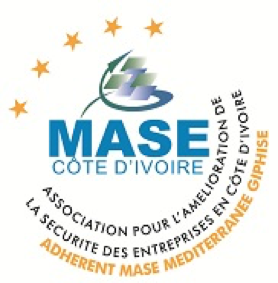 MASE
CÔTE D'IVOIRE
ASSOCIATION POUR L'AMELIORATION DE
LA SECURITE DES ENTREPRISES EN CÔTE D'IVOIRE
ADHERENT MASE MEDITERRANEE GIPHISE